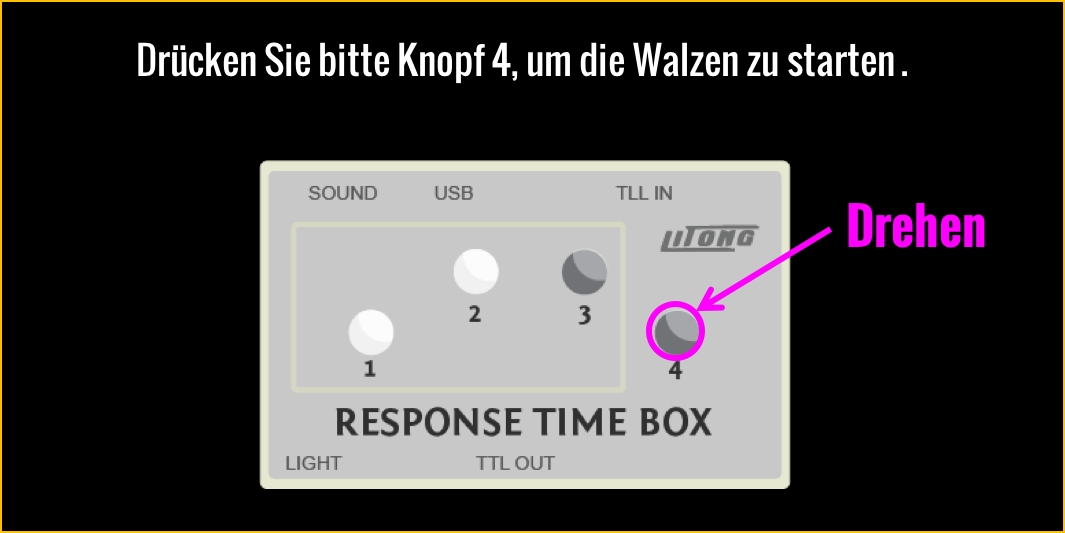 Drücken Sie bitte Knopf 4, um die Walzen zu starten .
SOUND USB TLL IN
LITONG
Drehen
2 3
1 4
RESPONSE TIME BOX
LIGHT TTL OUT